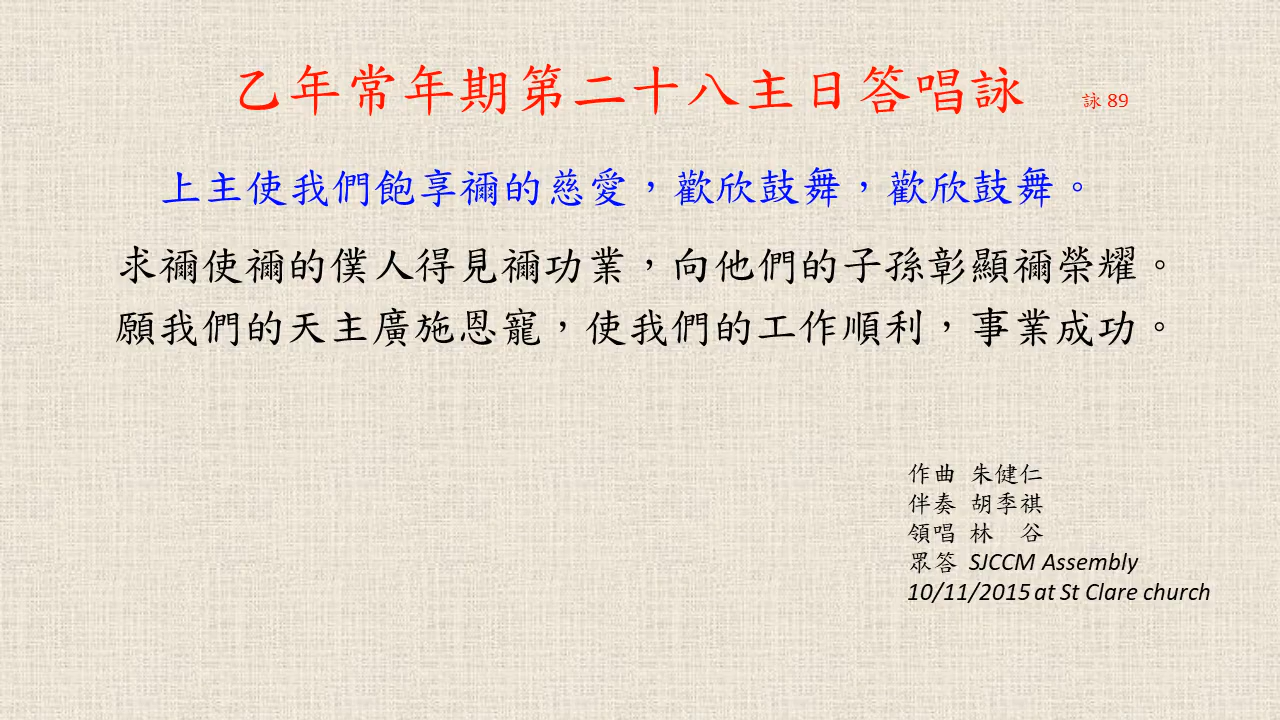 乙年常年期第二十八主日答唱詠 詠 89
上主使我們飽享禰的慈愛，歡欣鼓舞，歡欣鼓舞。
求禰使禰的僕人得見禰功業，向他們的子孫彰顯禰榮耀。
願我們的天主廣施恩寵，使我們的工作順利，事業成功。
作曲 朱健仁
伴奏 胡季祺
領唱 林　谷
眾答 SJCCM Assembly
10/11/2015 at St Clare church